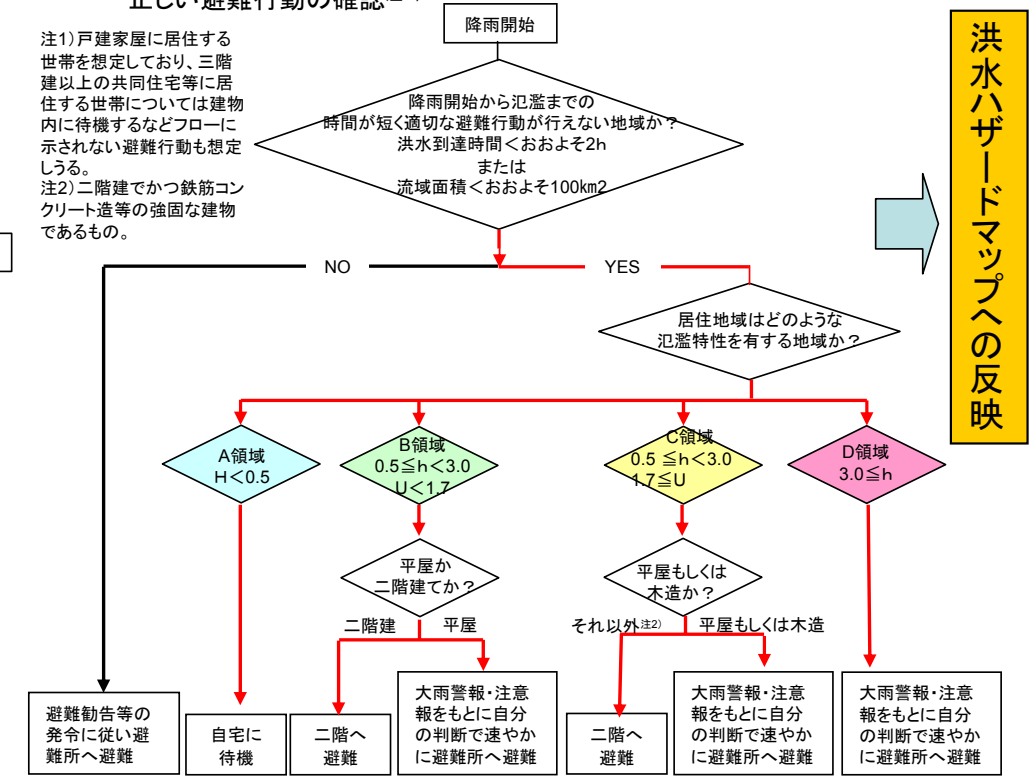 正しい避難行動の確認
降雨開始
注1)戸建家屋に居住する
世帯を想定しており、三階
建以上の共同住宅等に居
住する世帯については建物
内に待機するなどフローに
示されない避難行動も想定
しうる。
注2)二階建でかつ鉄筋コン
クリート造等の強固な建物
であるもの。
降雨開始から氾濫までの
時間が短く適切な避難行動が行えない地域か？
洪水到達時間＜おおよそ2h
または
流域面積＜おおよそ100km2
洪水ハザードマップへの反映
NO
YES
居住地域はどのような
氾濫特性を有する地域か？
A領域
H＜0.5
B領域
0.5≦h＜3.0
U＜1.7
C領域
0.5 ≦h＜3.0
1.7≦U
D領域
3.0≦h
平屋か
二階建てか？
平屋もしくは
木造か？
二階建
平屋
それ以外注2)
平屋もしくは木造
避難勧告等の
発令に従い避
難所へ避難
自宅に
待機
二階へ
避難
大雨警報・注意
報をもとに自分
の判断で速やか
に避難所へ避難
二階へ
避難
大雨警報・注意
報をもとに自分
の判断で速やか
に避難所へ避難
大雨警報・注意
報をもとに自分
の判断で速やか
に避難所へ避難